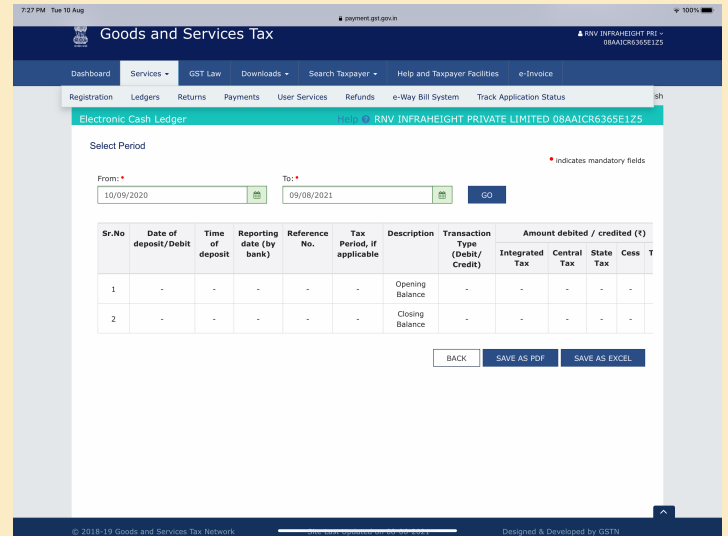 7:27 PM Tue 10 Aug
payment.gst.gov.in
100%
Goods and Services Tax
RNV INFRAHEIGHT PRI
08AAICR6365E1Z5
Dashboard Services GST Law Downloads Search Taxpayer Help and Taxpayer Facilities e-Invoice
Registration Ledgers Returns Payments User Services Refunds e-Way Bill System Track Application Status
sh
Electronic Cash Ledger Help RNV INFRAHEIGHT PRIVATE LIMITED 08AAICR6365E1Z5
Select Period
• indicates mandatory fields
From: • To: •
10/09/2020 09/08/2021 GO
Sr.No Date of deposit/Debit Time of deposit Reporting date (by bank) Reference No. Tax Period, if applicable Description Transaction Type (Debit/ Credit) Amount debited / credited (₹)
Integrated Tax Central Tax State Tax Cess T
1 - - - - - Opening Balance - - - - -
2 - - - - - Closing Balance - - - - -
BACK SAVE AS PDF SAVE AS EXCEL
© 2018-19 Goods and Services Tax Network Site Last Updated on Designed & Developed by GSTN